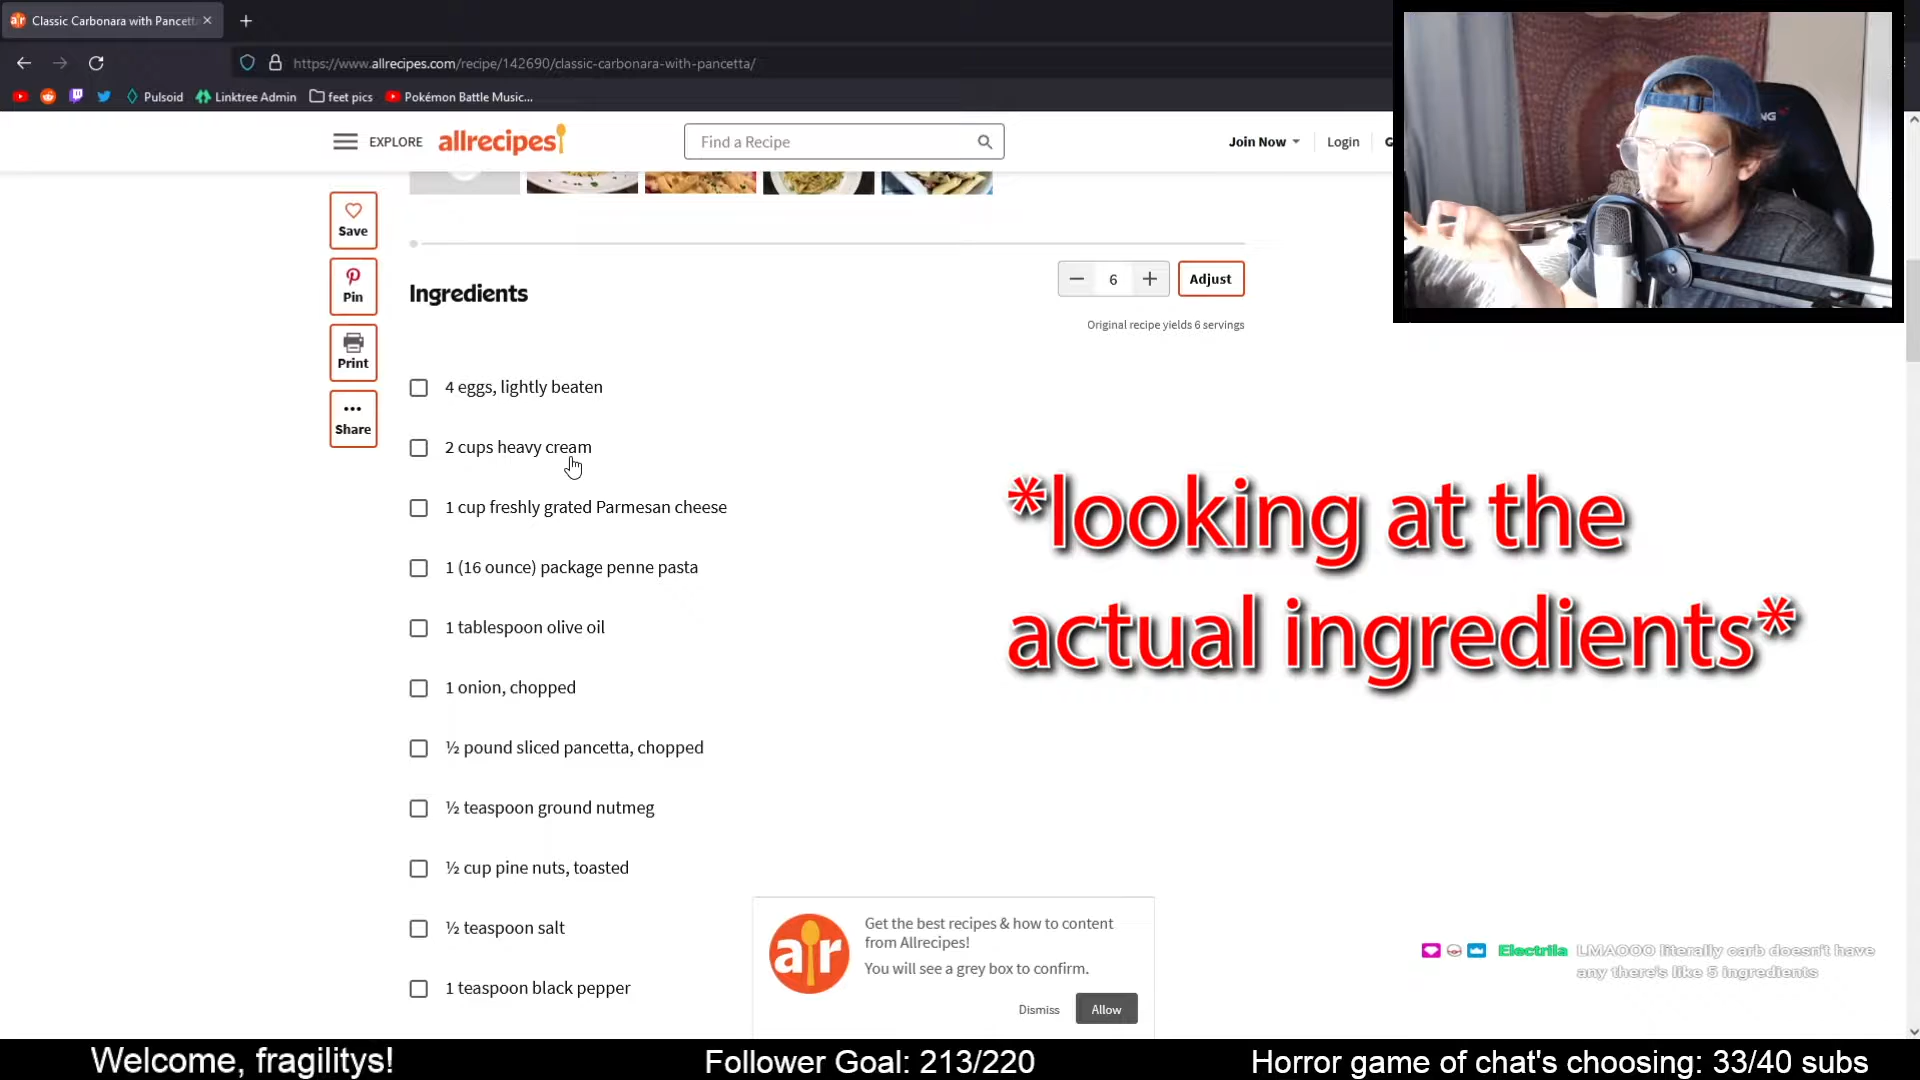 Classic Carbonara with Pancett
https://www.allrecipes.com/recipe/142690/classic-carbonara-with-pancetta/
Pulsoid
Linktree Admin
feet pics
Pokémon Battle Music...
EXPLORE
allrecipes
Find a Recipe
Join Now
Login
G
Save
Pin
Print
Share
Ingredients
6
Adjust
Original recipe yields 6 servings
4 eggs, lightly beaten
2 cups heavy cream
1 cup freshly grated Parmesan cheese
1 (16 ounce) package penne pasta
1 tablespoon olive oil
1 onion, chopped
½ pound sliced pancetta, chopped
½ teaspoon ground nutmeg
½ cup pine nuts, toasted
½ teaspoon salt
1 teaspoon black pepper
*looking at the
actual ingredients*
ar
Get the best recipes & how to content
from Allrecipes!
You will see a grey box to confirm.
Dismiss
Allow
Electrila LMAOOO literally carb doesn't have
any there's like 5 ingredients
Welcome, fragilitys!
Follower Goal: 213/220
Horror game of chat's choosing: 33/40 subs